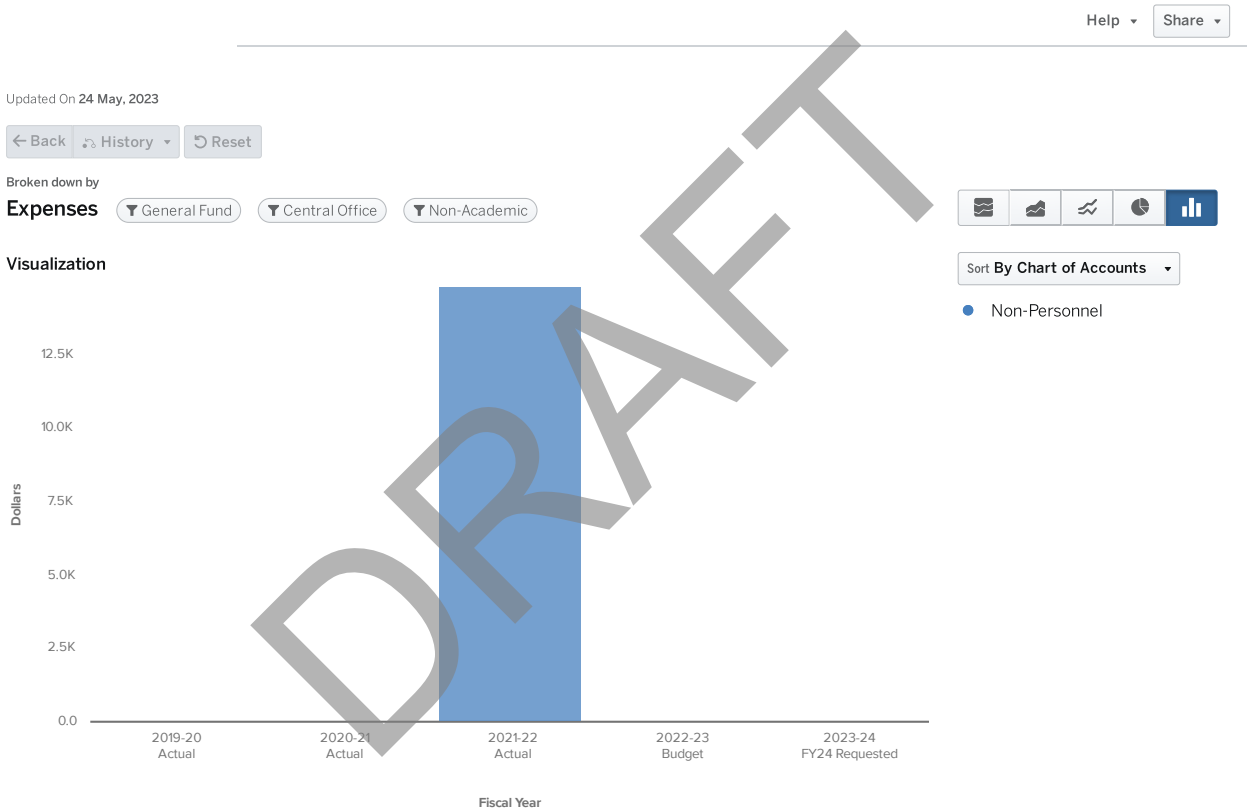 Help Share
Updated On 24 May, 2023
Back History Reset
Broken down by
Expenses General Fund Central Office Non-Academic
Visualization
Sort By Chart of Accounts
Non-Personnel
12.5K
10.0K
7.5K
5.0K
2.5K
0.0
Dollars
2019-20 2020-21 2021-22 2022-23 2023-24
Actual Actual Actual Budget FY24 Requested
Fiscal Year
DRAFT